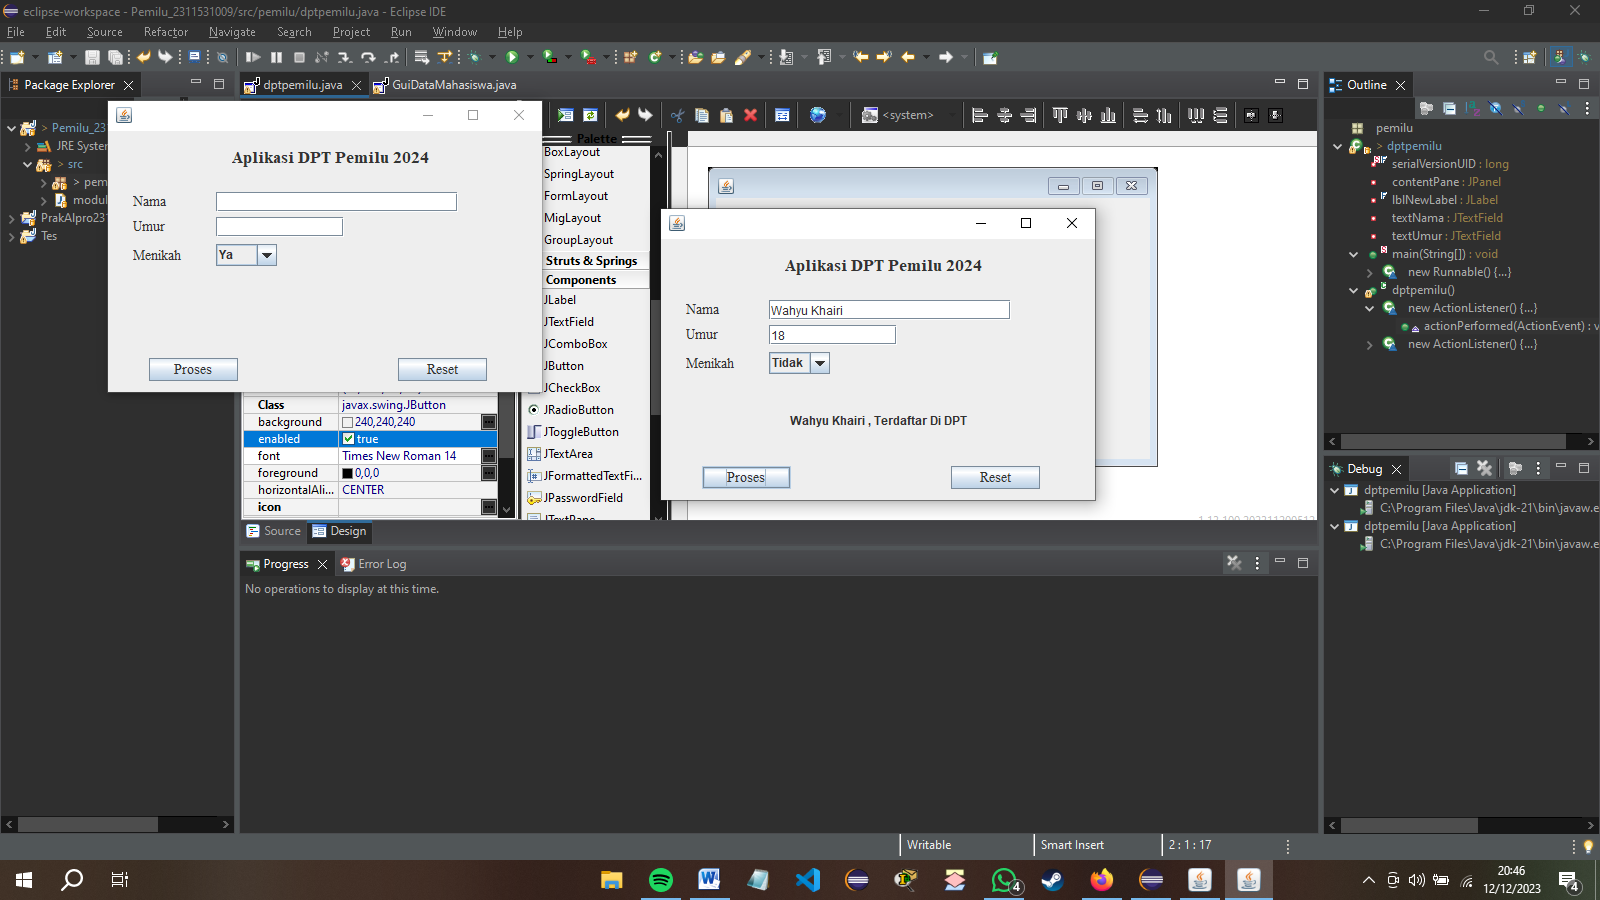 eclipse-workspace - Pemilu_2311531009/src/pemilu/dptpemilu.java - Eclipse IDE
File Edit Source Refactor Navigate Search Project Run Window Help
Package Explorer
dptpemilu.java
GuiDataMahasiswa.java
> Pemilu_23
JRE System
> src
> pem
modul
PrakAlpro231
Tes
Aplikasi DPT Pemilu 2024
Nama
Umur
Menikah Ya
Proses Reset
Class javax.swing.JButton
background 240,240,240
enabled true
font Times New Roman 14
foreground 0,0,0
horizontalAli... CENTER
icon
Source Design
<system>
Palette
BoxLayout
SpringLayout
FormLayout
MigLayout
GroupLayout
Struts & Springs
Components
JLabel
JTextField
JComboBox
JButton
JCheckBox
JRadioButton
JToggleButton
JTextArea
JFormattedTextFi...
JPasswordField
JTextPane
Aplikasi DPT Pemilu 2024
Nama Wahyu Khairi
Umur 18
Menikah Tidak
Wahyu Khairi , Terdaftar Di DPT
Proses Reset
Progress Error Log
No operations to display at this time.
Outline
pemilu
> dptpemilu
serialVersionUID : long
contentPane : JPanel
lblNewLabel : JLabel
textNama : JTextField
textUmur : JTextField
main(String[]) : void
new Runnable() {...}
dptpemilu()
new ActionListener() {...}
actionPerformed(ActionEvent) : v
new ActionListener() {...}
Debug
dptpemilu [Java Application]
C:\Program Files\Java\jdk-21\bin\javaw.e
dptpemilu [Java Application]
C:\Program Files\Java\jdk-21\bin\javaw.e
Writable Smart Insert 2 : 1 : 17
4
20:46
12/12/2023
4